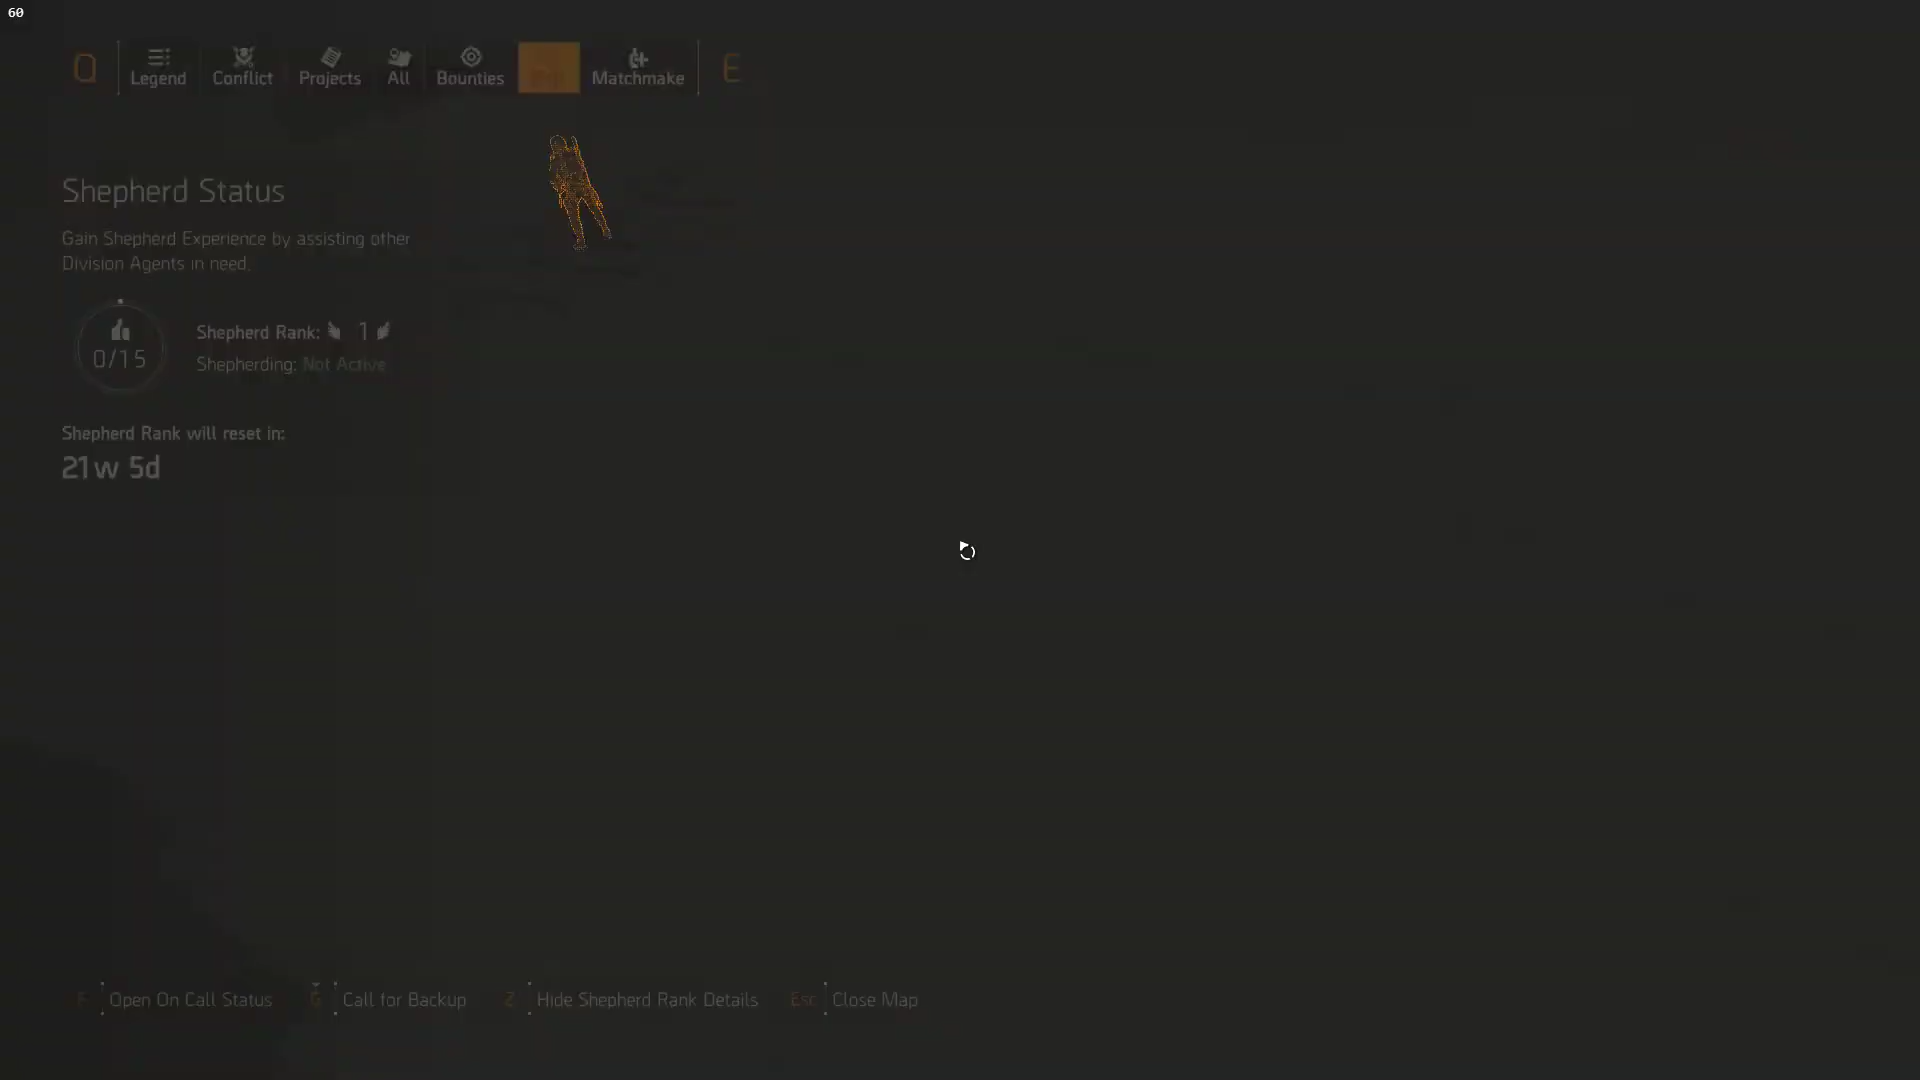 60
Q Legend Conflict Projects All Bounties Matchmake E
Shepherd Status
Gain Shepherd Experience by assisting other
Division Agents in need.
0/15
Shepherd Rank: 1
Shepherding: Not Active
Shepherd Rank will reset in:
21w 5d
F Open On Call Status G Call for Backup Z Hide Shepherd Rank Details Esc Close Map